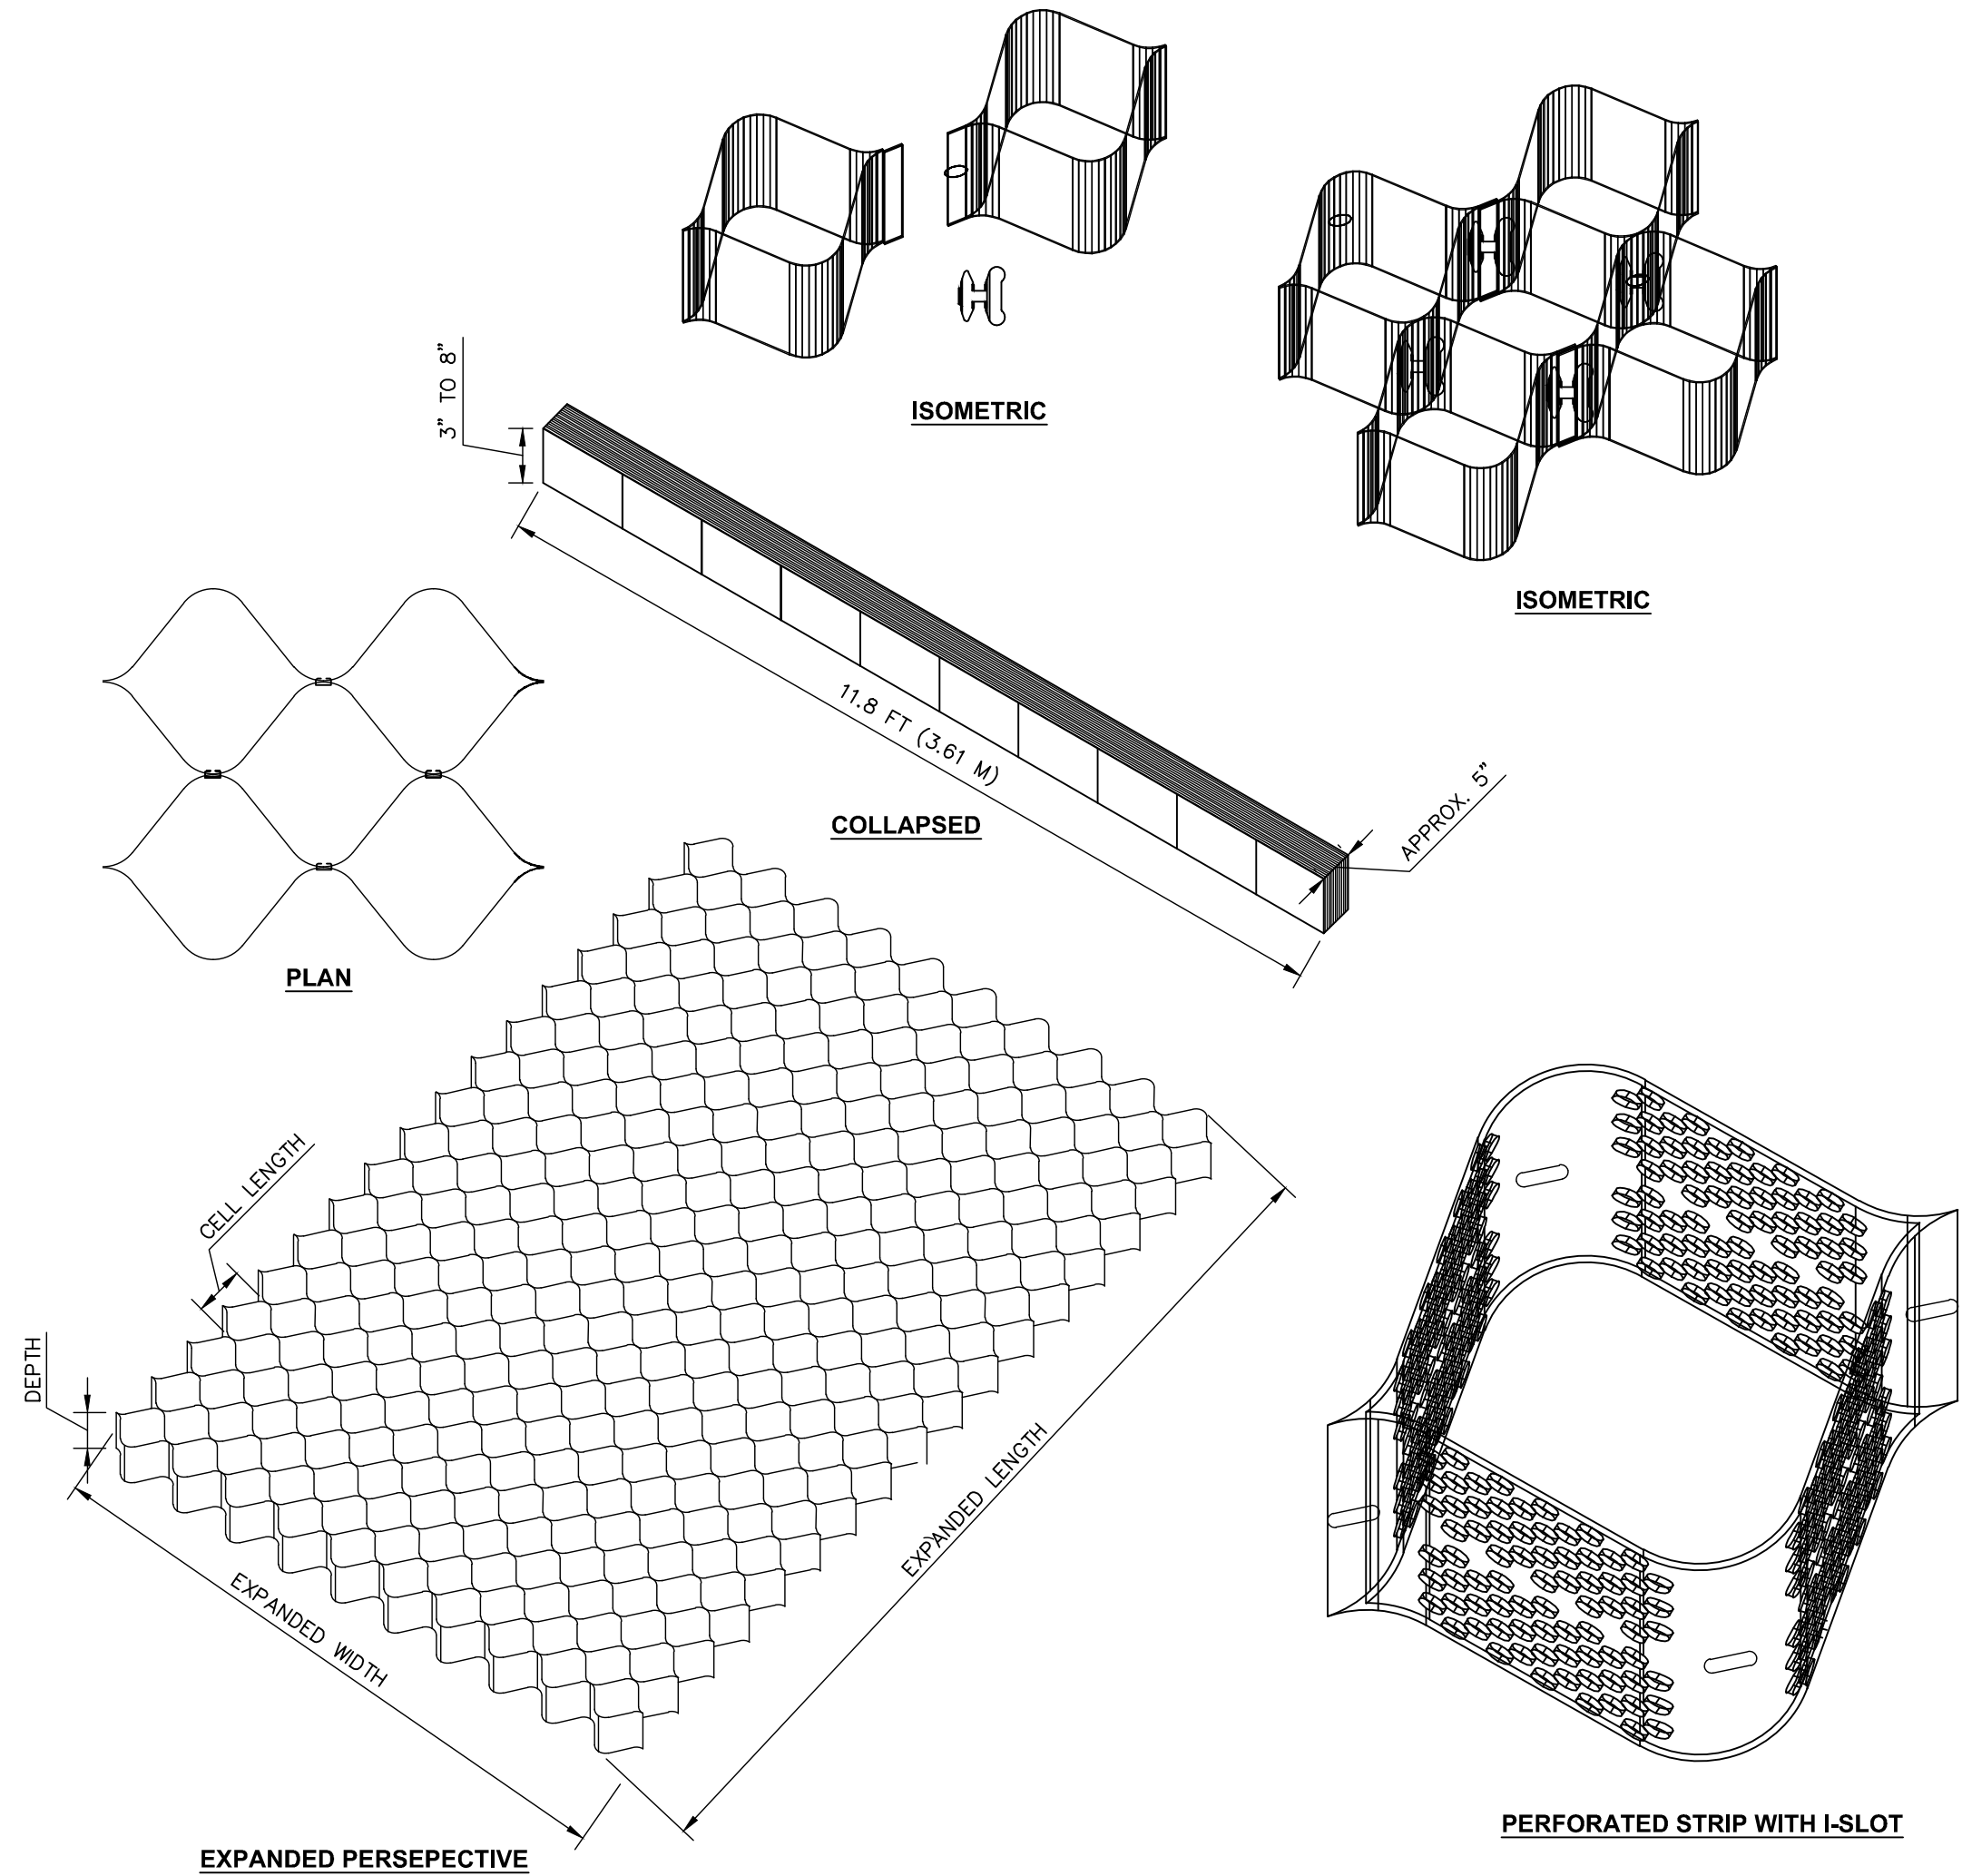 ISOMETRIC
3” TO 8”
ISOMETRIC
11.8 FT (3.61 M)
APPROX. 5”
COLLAPSED
PLAN
CELL LENGTH
DEPTH
EXPANDED WIDTH
EXPANDED LENGTH
PERFORATED STRIP WITH I-SLOT
EXPANDED PERSEPECTIVE